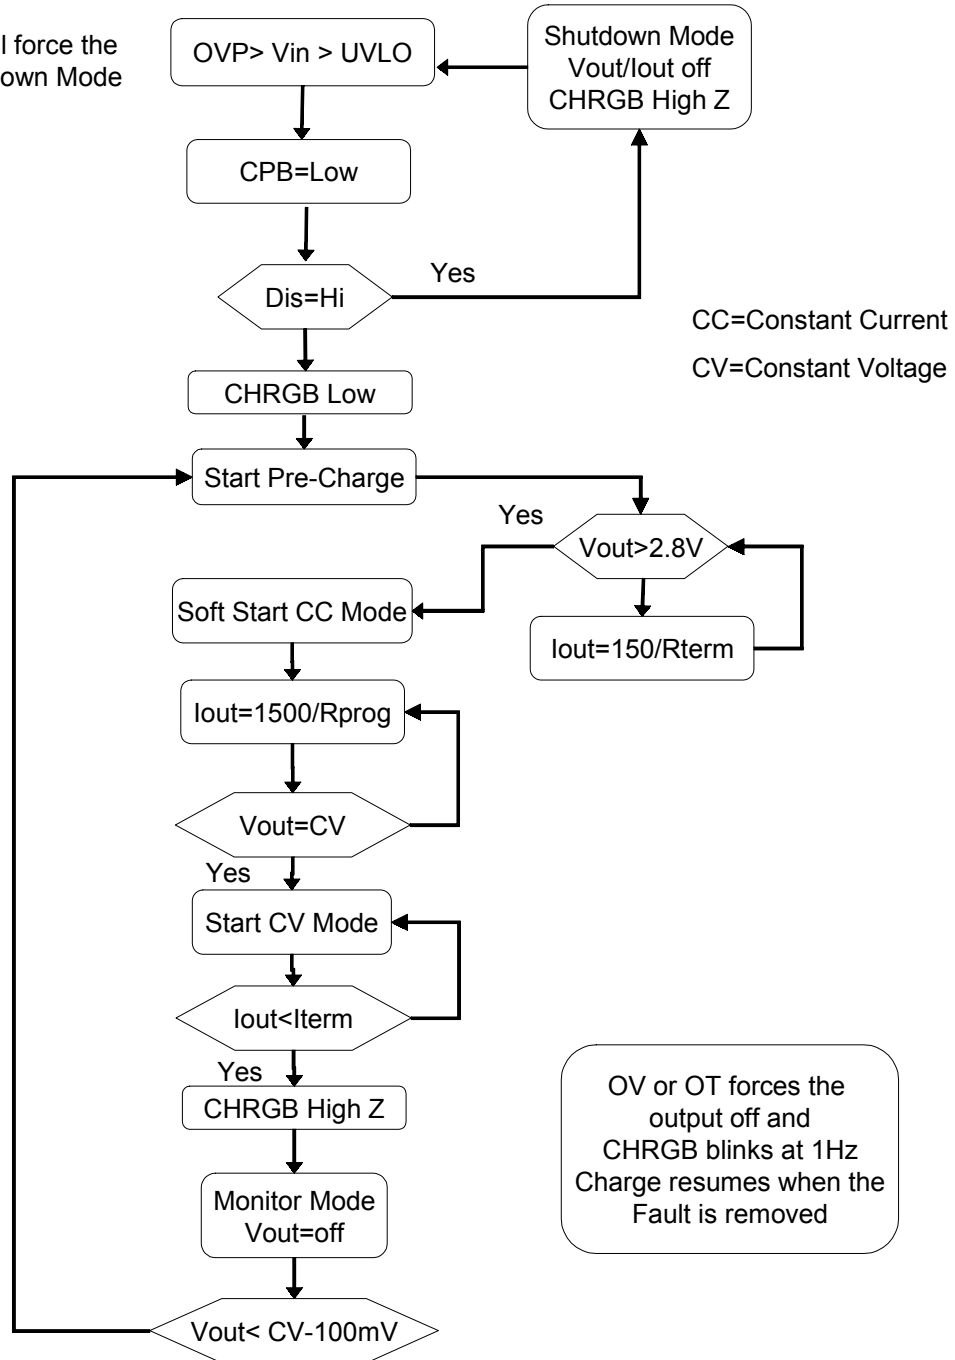 l force the
own Mode
OVP> Vin > UVLO
Shutdown Mode
Vout/Iout off
CHRGB High Z
CPB=Low
Dis=Hi
Yes
CC=Constant Current
CV=Constant Voltage
CHRGB Low
Start Pre-Charge
Yes
Vout>2.8V
Soft Start CC Mode
Iout=150/Rterm
Iout=1500/Rprog
Vout=CV
Yes
Start CV Mode
Iout<Iterm
Yes
CHRGB High Z
Monitor Mode
Vout=off
Vout< CV-100mV
OV or OT forces the
output off and
CHRGB blinks at 1Hz
Charge resumes when the
Fault is removed